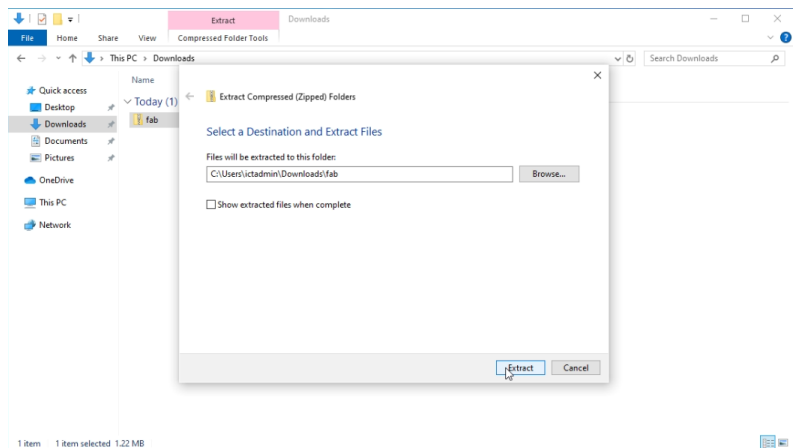 Extract
Downloads
File
Home
Share
View
Compressed Folder Tools
This PC
Downloads
Search Downloads
Name
Quick access
Desktop
Downloads
Documents
Pictures
OneDrive
This PC
Network
Today (1)
fab
Extract Compressed (Zipped) Folders
Select a Destination and Extract Files
Files will be extracted to this folder:
C:\Users\ictadmin\Downloads\fab
Browse...
Show extracted files when complete
Extract
Cancel
1 item
1 item selected 1.22 MB